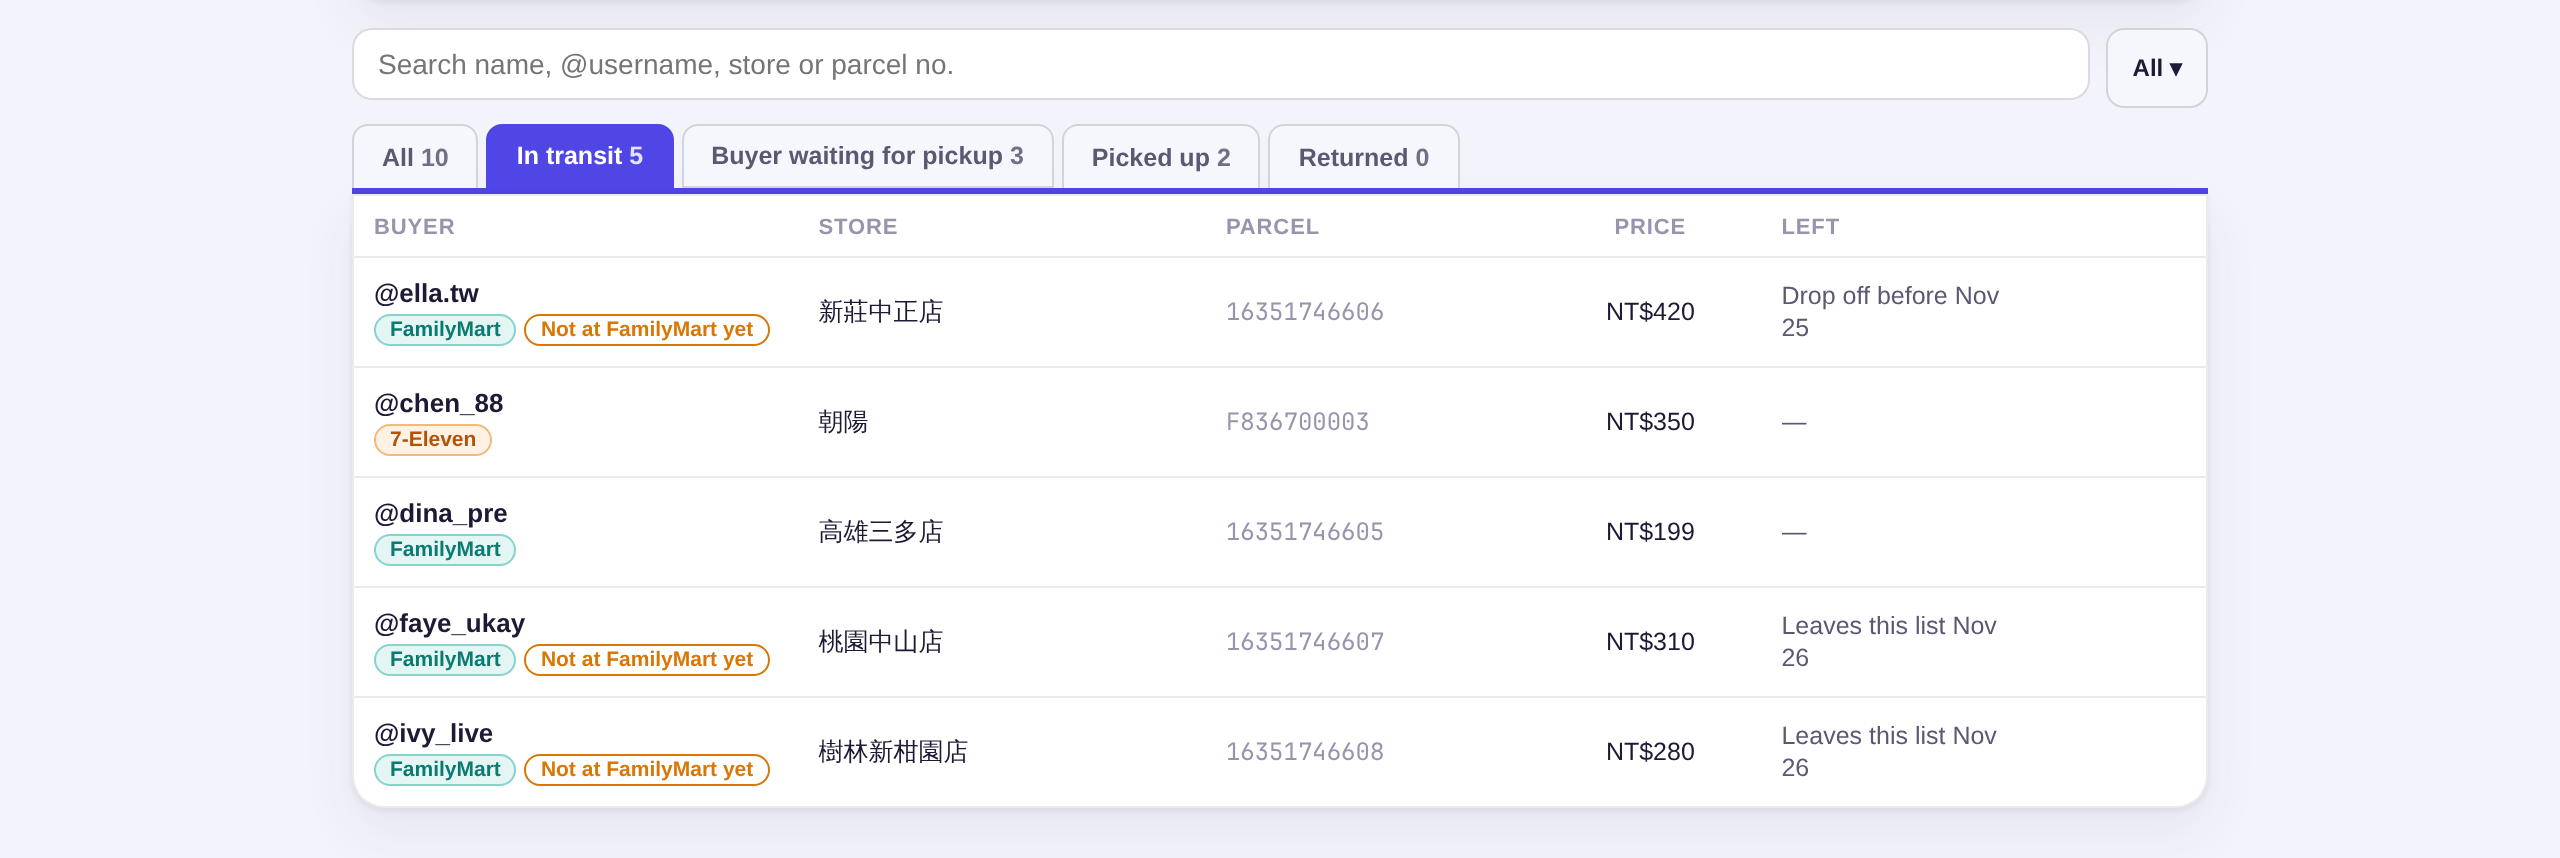 Search name, @username, store or parcel no.
All ▾
All 10
In transit 5
Buyer waiting for pickup 3
Picked up 2
Returned 0
BUYER STORE PARCEL PRICE LEFT
@ella.tw
FamilyMart Not at FamilyMart yet
新莊中正店
16351746606
NT$420
Drop off before Nov
25
@chen_88
7-Eleven
朝陽
F836700003
NT$350
—
@dina_pre
FamilyMart
高雄三多店
16351746605
NT$199
—
@faye_ukay
FamilyMart Not at FamilyMart yet
桃園中山店
16351746607
NT$310
Leaves this list Nov
26
@ivy_live
FamilyMart Not at FamilyMart yet
樹林新柑園店
16351746608
NT$280
Leaves this list Nov
26